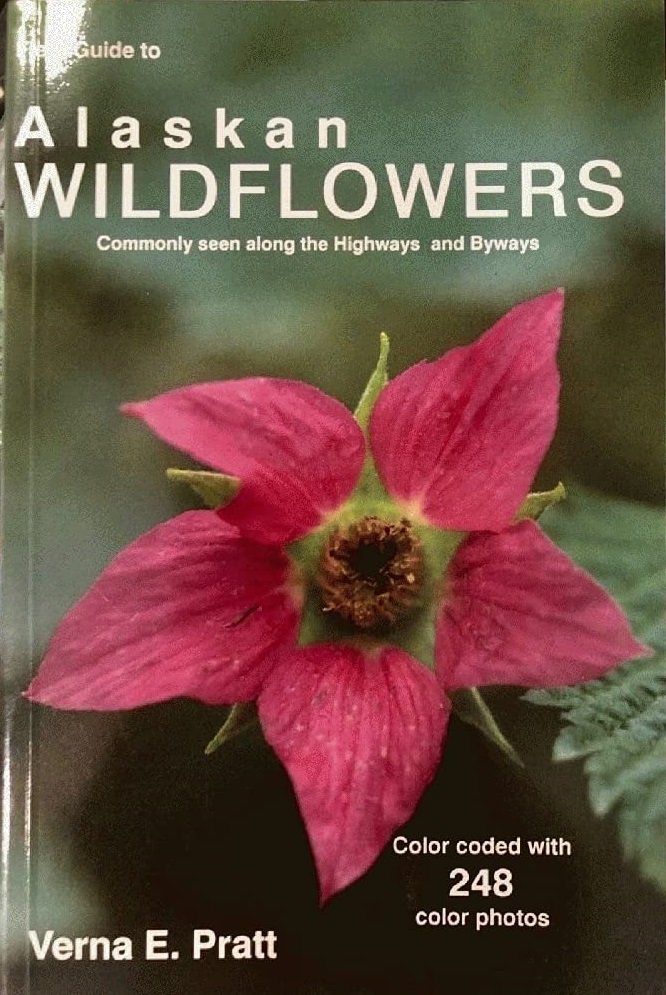 Guide to
Alaskan
WILDFLOWERS
Commonly seen along the Highways and Byways
Color coded with
248
color photos
Verna E. Pratt